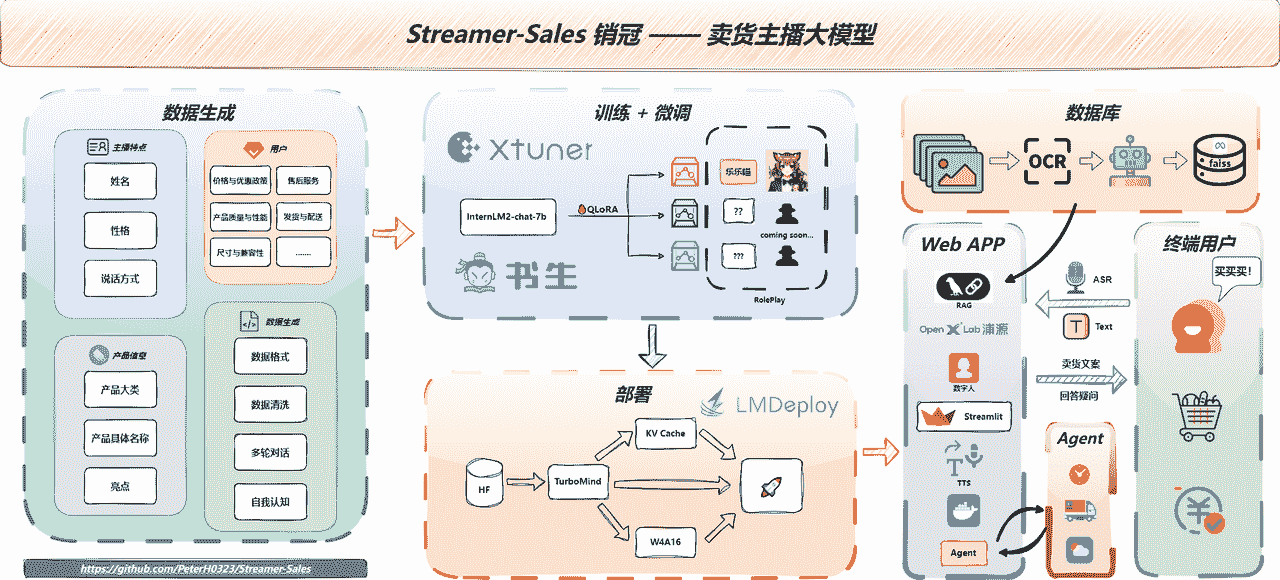 Streamer-Sales 销冠 —— 卖货主播大模型
数据生成
主播特点
姓名
性格
说话方式
用户
价格与优惠政策
售后服务
产品质量与性能
发货与配送
尺寸与兼容性
.......
产品信息
产品大类
产品具体名称
亮点
数据生成
数据格式
数据清洗
多轮对话
自我认知
https://github.com/PeterH0323/Streamer-Sales
训练 + 微调
Xtuner
InternLM2-chat-7b
QLoRA
乐乐喵
??
coming soon...
???
RolePlay
书生
部署
LMDeploy
HF
TurboMind
KV Cache
W4A16
数据库
OCR
faiss
Web APP
RAG
OpenXLab浦源
数字人
Streamlit
TTS
Agent
ASR
Text
卖货文案
回答疑问
Agent
终端用户
买买买！